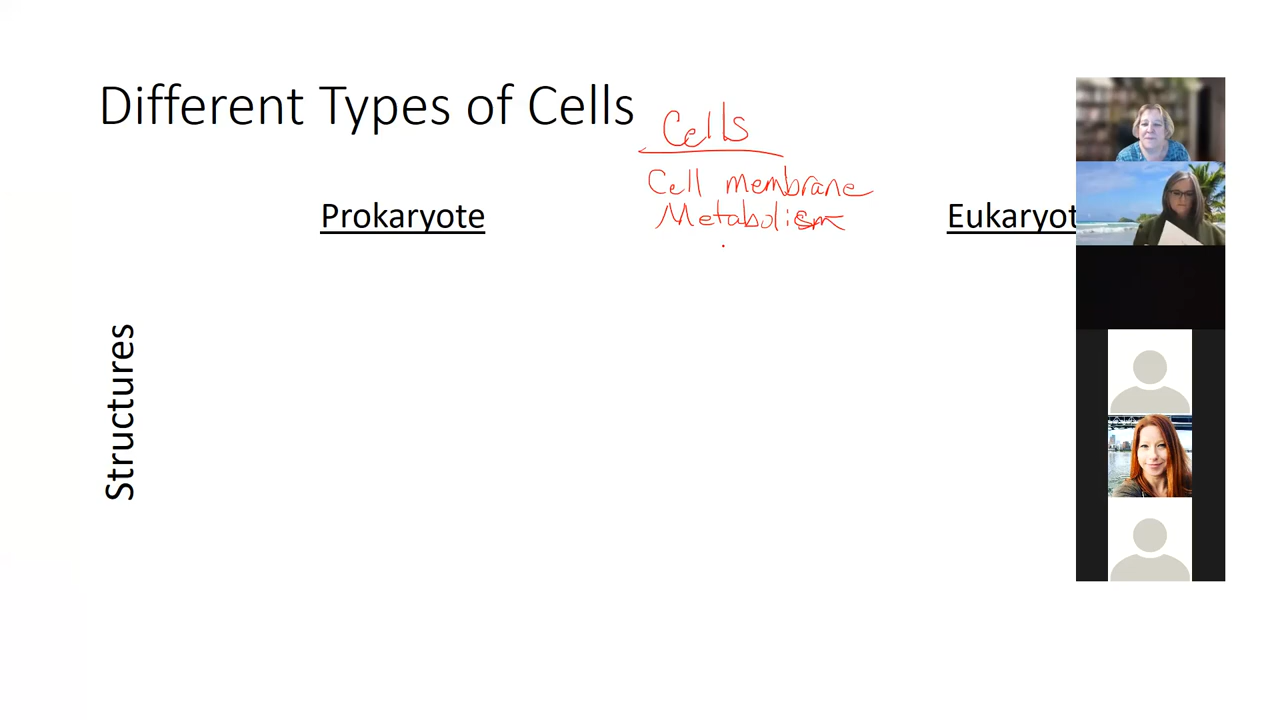 Different Types of Cells
Cells
Cell membrane
Metabolism
Prokaryote
Eukaryot
Structures